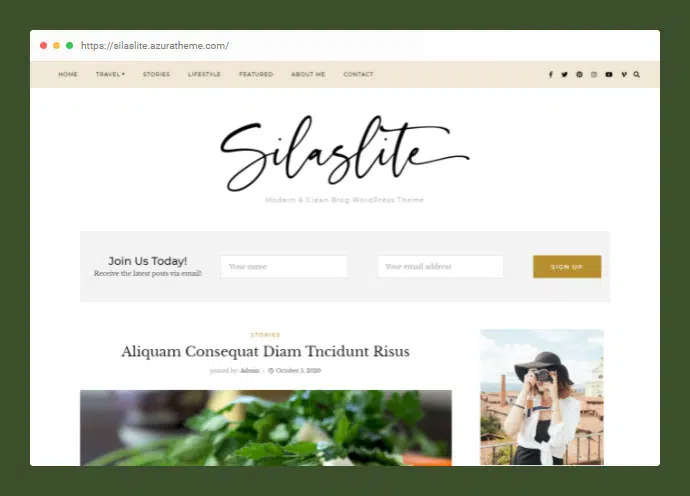 https://silaslite.azuratheme.com/
HOME TRAVEL STORIES LIFESTYLE FEATURED ABOUT ME CONTACT
Silaslite
Modern & Clean Blog WordPress Theme
Join Us Today!
Receive the latest posts via email!
Your name
Your email address
SIGN UP
STORIES
Aliquam Consequat Diam Tncidunt Risus
posted by: Admin - October 5, 2020